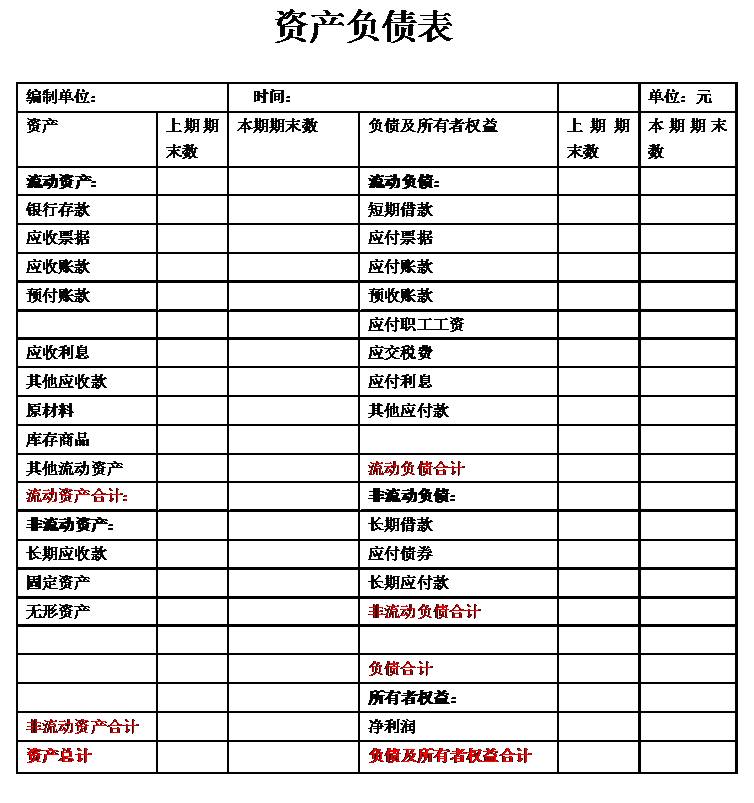 资产负债表
编制单位： 时间： 单位：元
资产 上期期末数 本期期末数 负债及所有者权益 上期期末数 本期期末数
流动资产： 流动负债：
银行存款 短期借款
应收票据 应付票据
应收账款 应付账款
预付账款 预收账款
应付职工工资
应收利息 应交税费
其他应收款 应付利息
原材料 其他应付款
库存商品
其他流动资产 流动负债合计
流动资产合计： 非流动负债：
非流动资产： 长期借款
长期应收款 应付债券
固定资产 长期应付款
无形资产 非流动负债合计
负债合计
所有者权益：
非流动资产合计 净利润
资产总计 负债及所有者权益合计